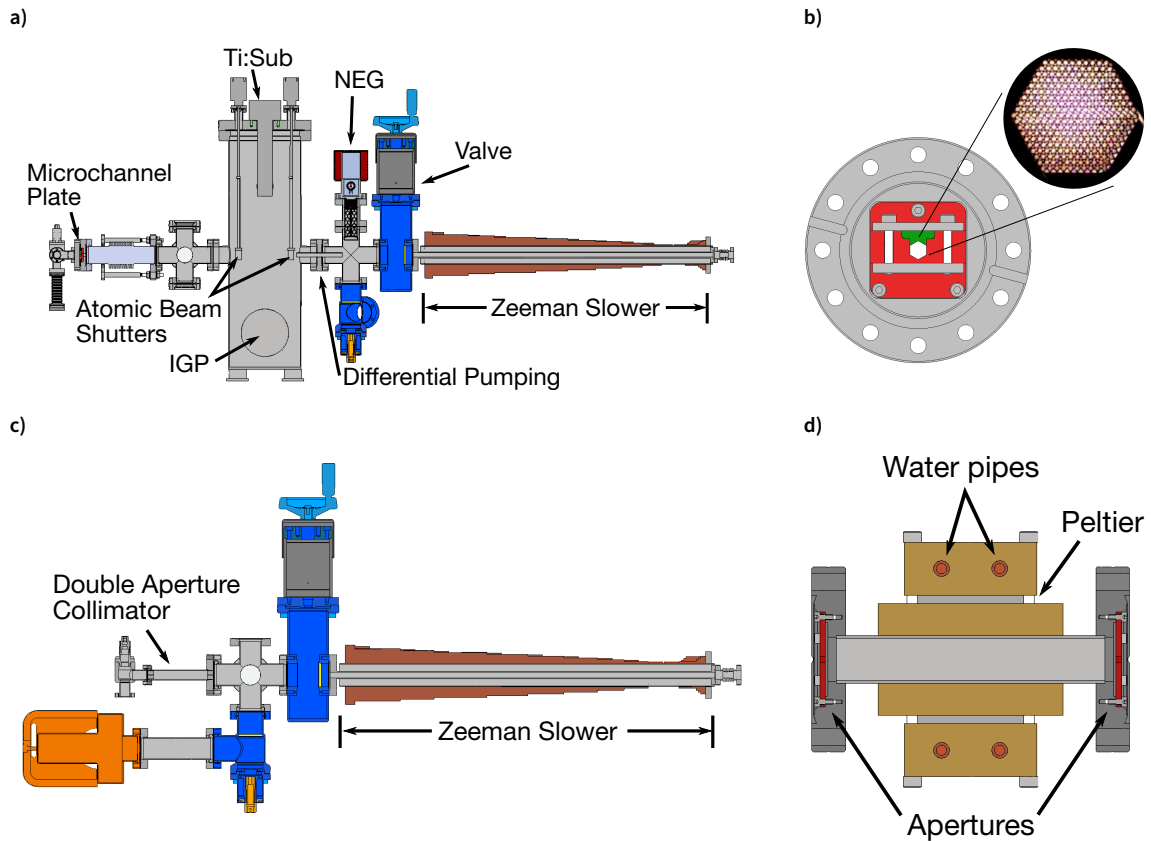 a)
Ti:Sub
NEG
Valve
Microchannel
Plate
Atomic Beam
Shutters
IGP
Differential Pumping
Zeeman Slower
b)
c)
Double Aperture
Collimator
Zeeman Slower
d)
Water pipes
Peltier
Apertures